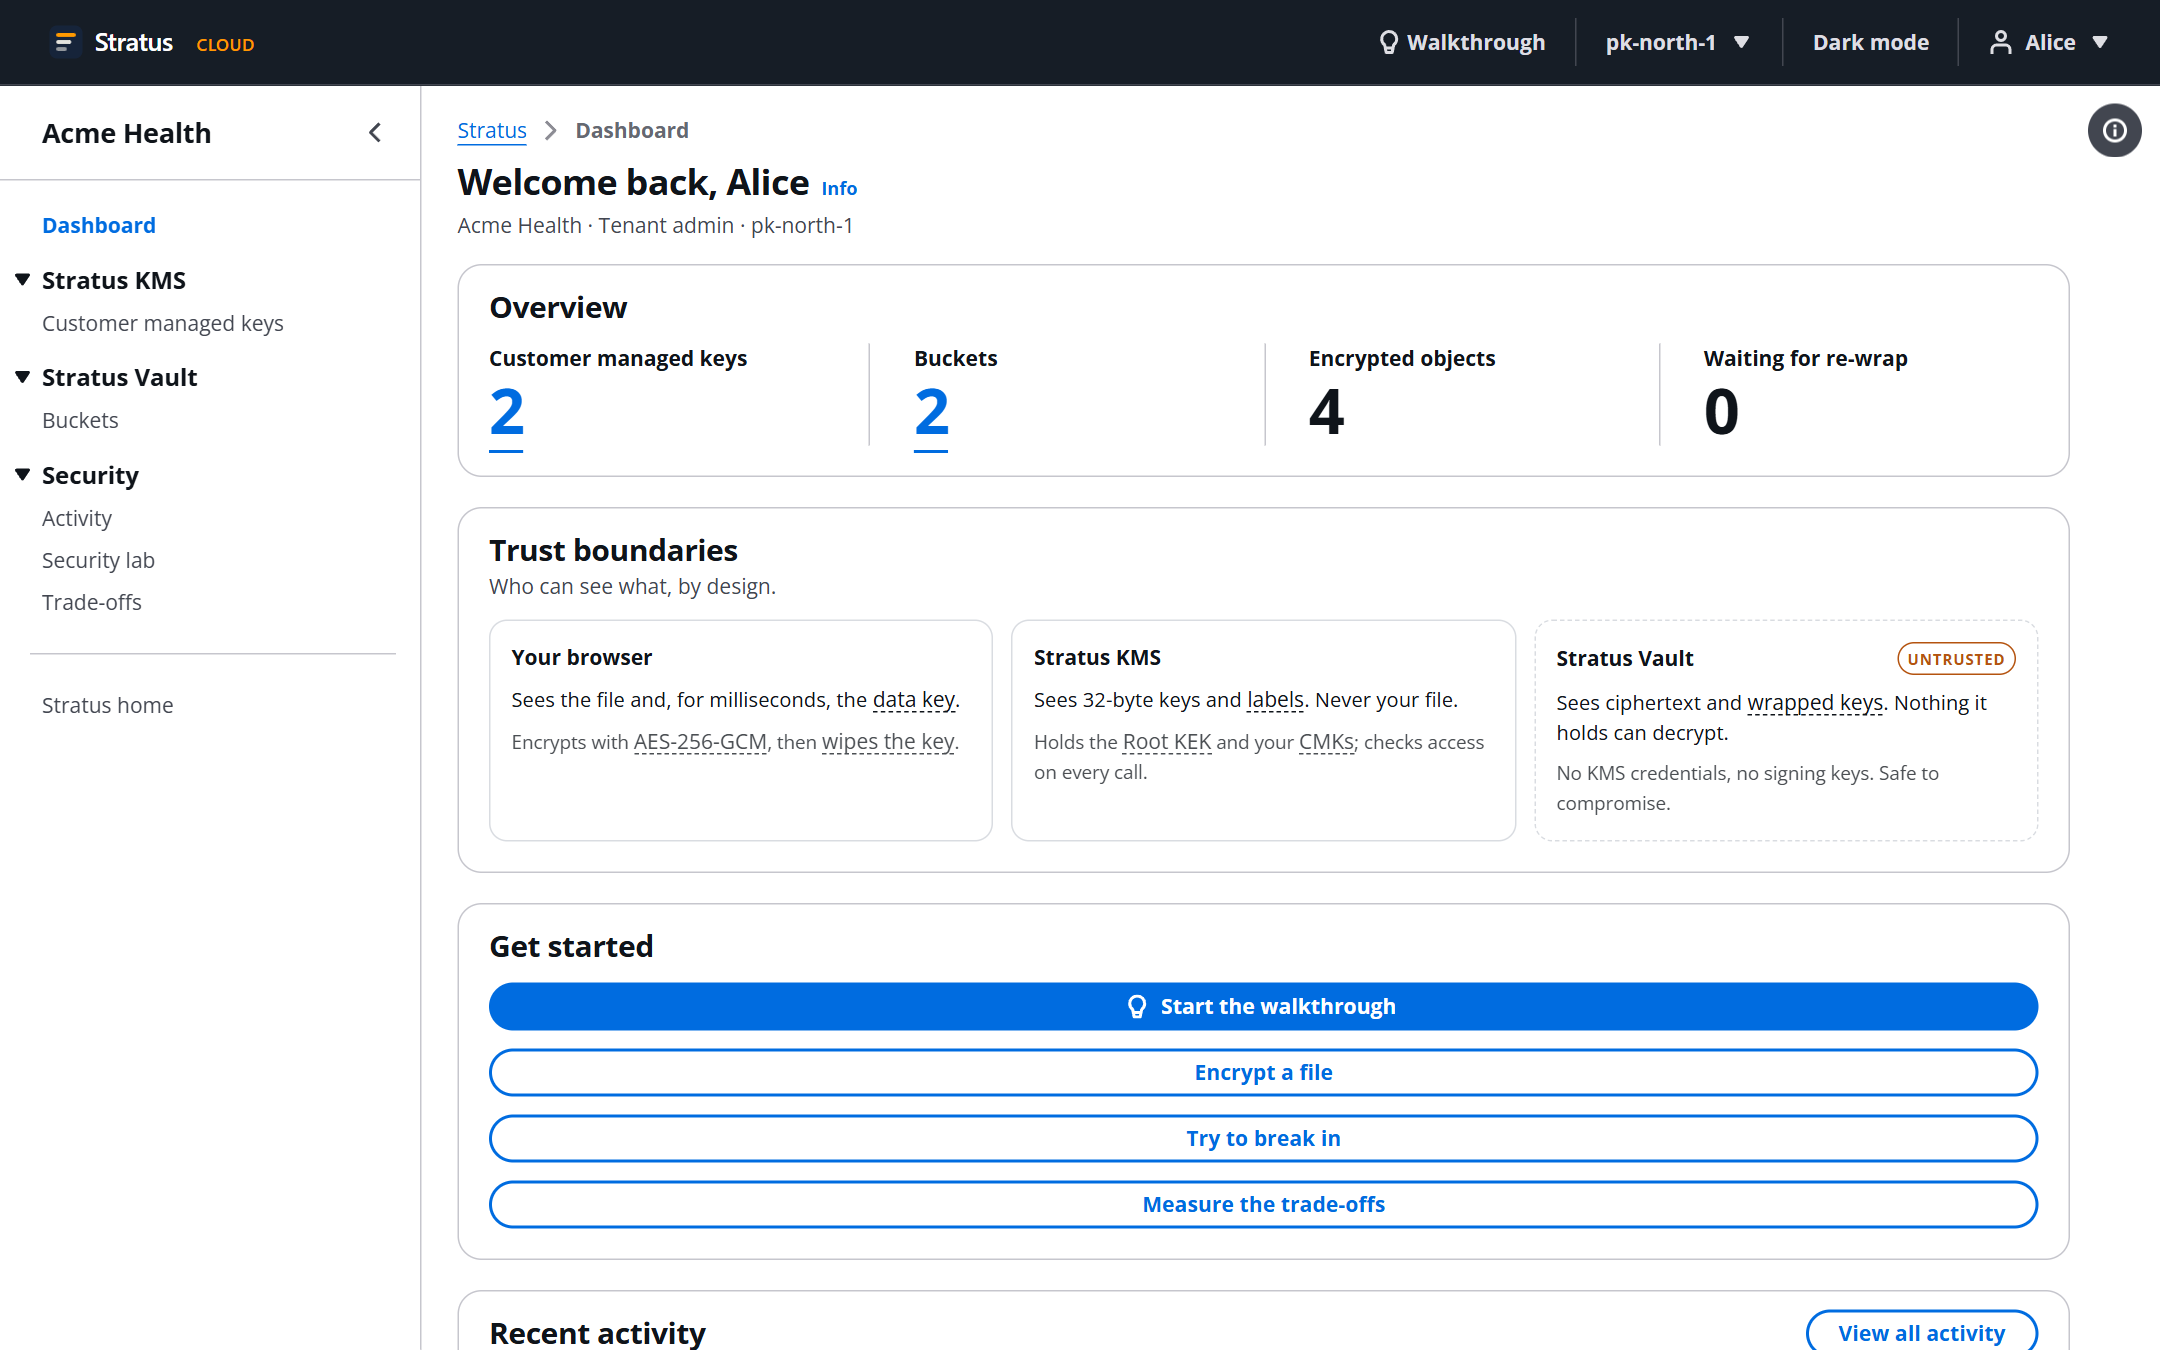 Stratus CLOUD
Walkthrough
pk-north-1
Dark mode
Alice
Acme Health
Dashboard
Stratus KMS
Customer managed keys
Stratus Vault
Buckets
Security
Activity
Security lab
Trade-offs
Stratus home
Stratus > Dashboard
Welcome back, Alice Info
Acme Health · Tenant admin · pk-north-1
Overview
Customer managed keys
2
Buckets
2
Encrypted objects
4
Waiting for re-wrap
0
Trust boundaries
Who can see what, by design.
Your browser
Sees the file and, for milliseconds, the data key.
Encrypts with AES-256-GCM, then wipes the key.
Stratus KMS
Sees 32-byte keys and labels. Never your file.
Holds the Root KEK and your CMKs; checks access
on every call.
Stratus Vault
UNTRUSTED
Sees ciphertext and wrapped keys. Nothing it
holds can decrypt.
No KMS credentials, no signing keys. Safe to
compromise.
Get started
Start the walkthrough
Encrypt a file
Try to break in
Measure the trade-offs
Recent activity
View all activity